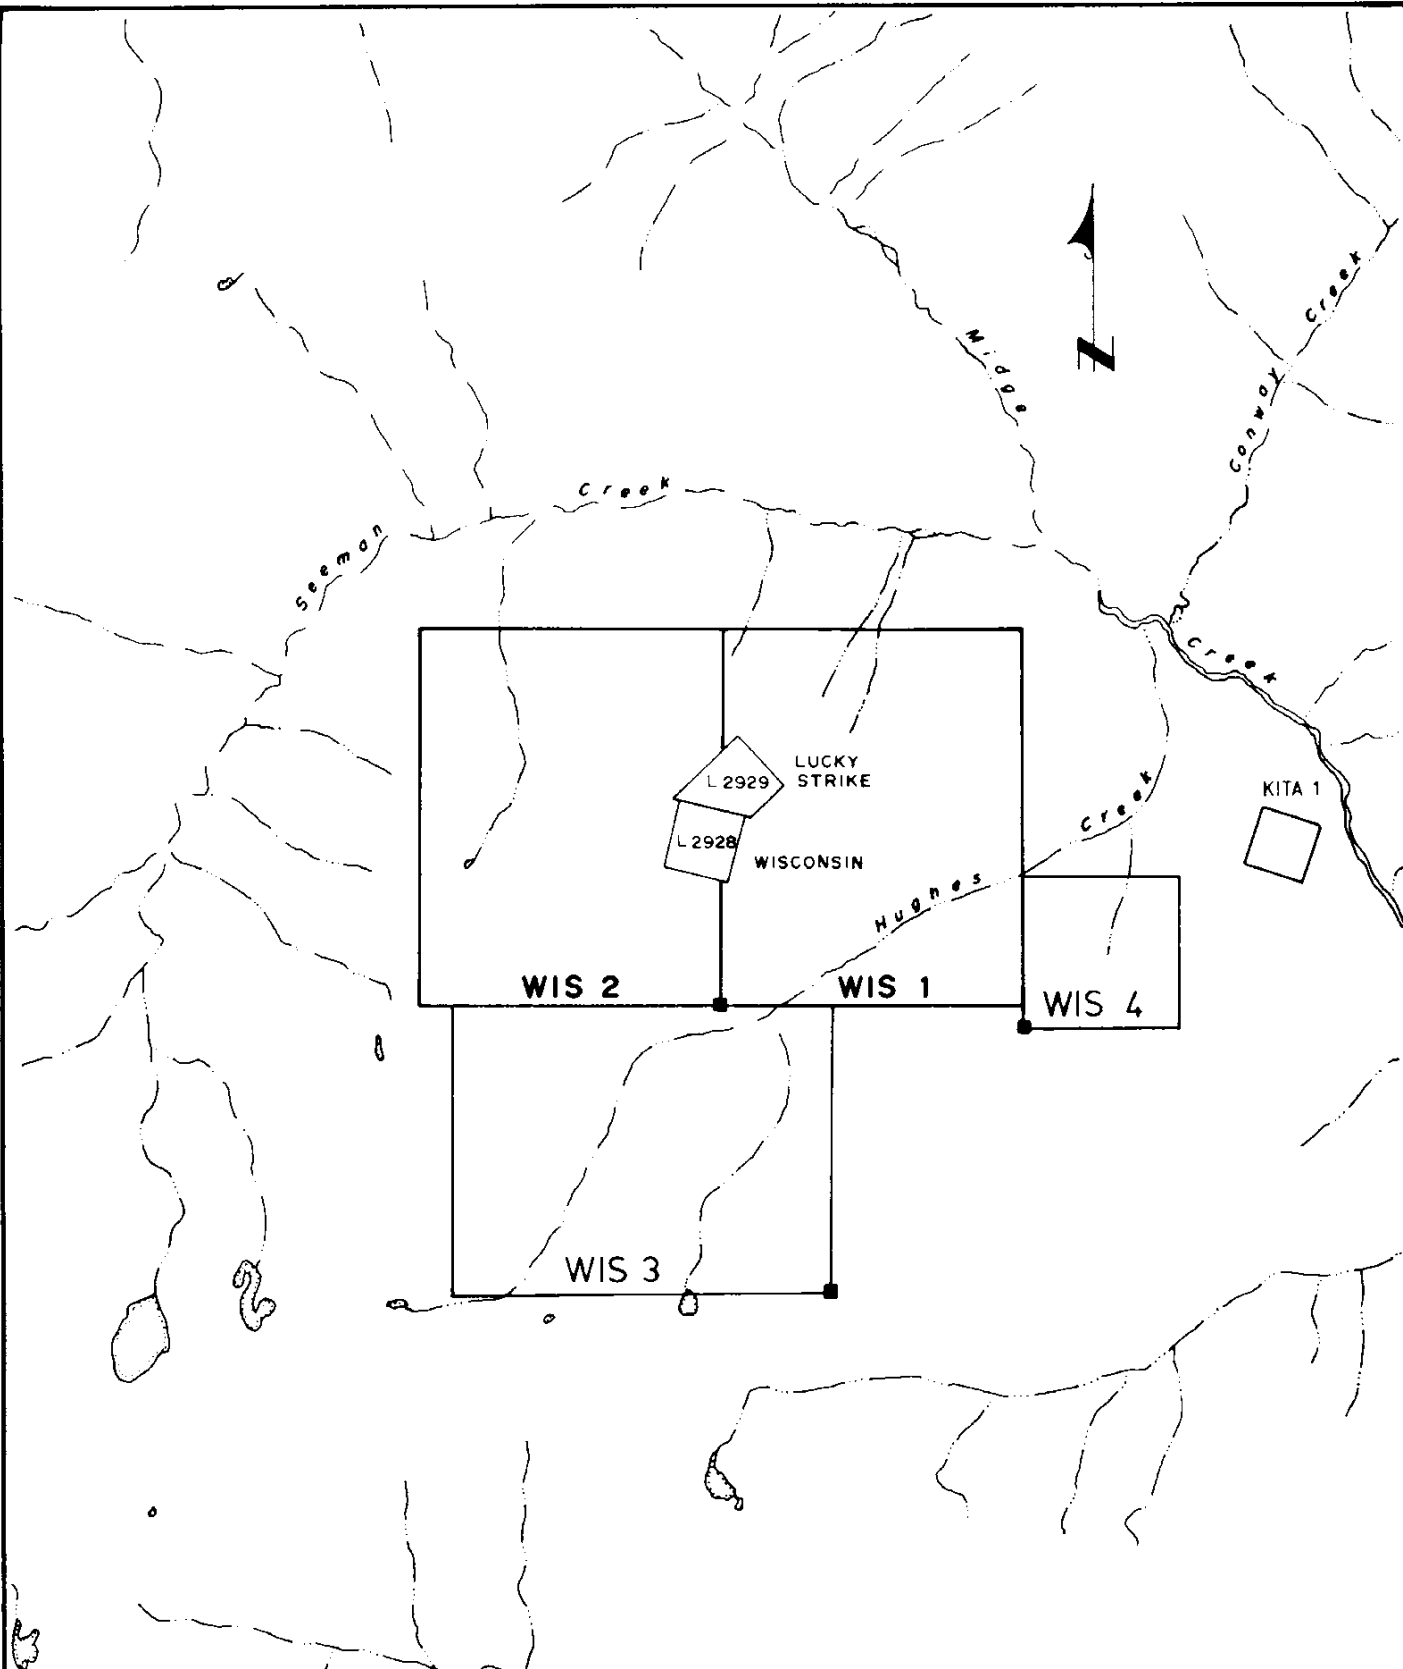 N
Midge
Creek
Conway
Creek
Seeman
Creek
LUCKY
STRIKE
L 2929
L 2928
WISCONSIN
KITA 1
Creek
Hughes
WIS 2
WIS 1
WIS 4
WIS 3